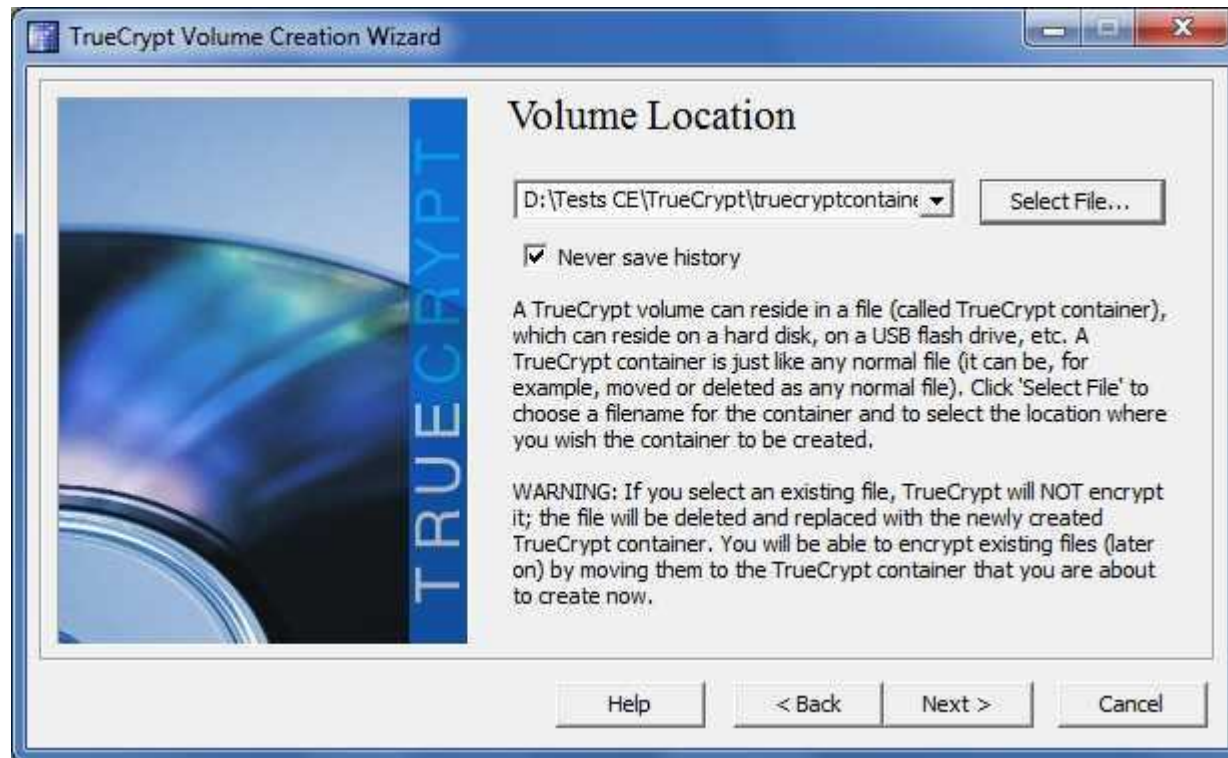 TrueCrypt Volume Creation Wizard
TRUECRYPT
Volume Location
D:\Tests CE\TrueCrypt\truecryptcontaine
Select File...
Never save history
A TrueCrypt volume can reside in a file (called TrueCrypt container),
which can reside on a hard disk, on a USB flash drive, etc. A
TrueCrypt container is just like any normal file (it can be, for
example, moved or deleted as any normal file). Click 'Select File' to
choose a filename for the container and to select the location where
you wish the container to be created.
WARNING: If you select an existing file, TrueCrypt will NOT encrypt
it; the file will be deleted and replaced with the newly created
TrueCrypt container. You will be able to encrypt existing files (later
on) by moving them to the TrueCrypt container that you are about
to create now.
Help
< Back
Next >
Cancel